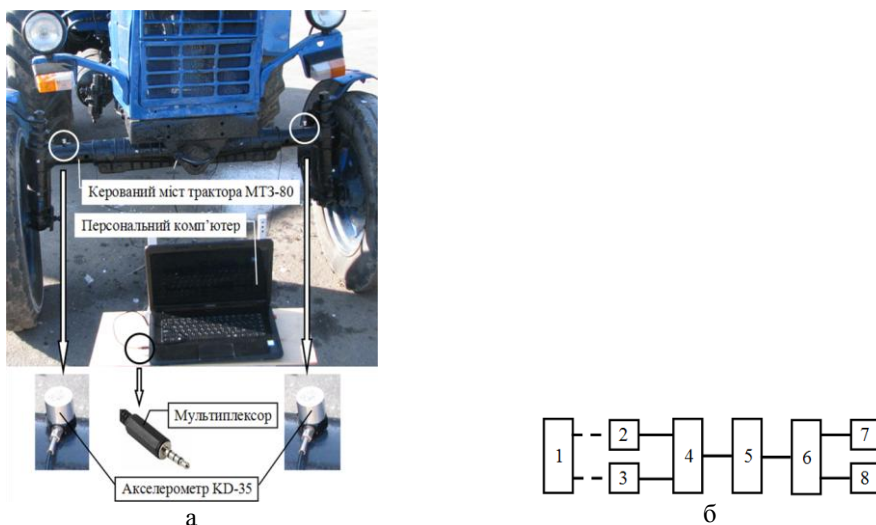 Керований міст трактора МТЗ-80
Персональний комп’ютер
Мультиплексор
Акселерометр KD-35
а
1
2
3
4
5
6
7
8
б